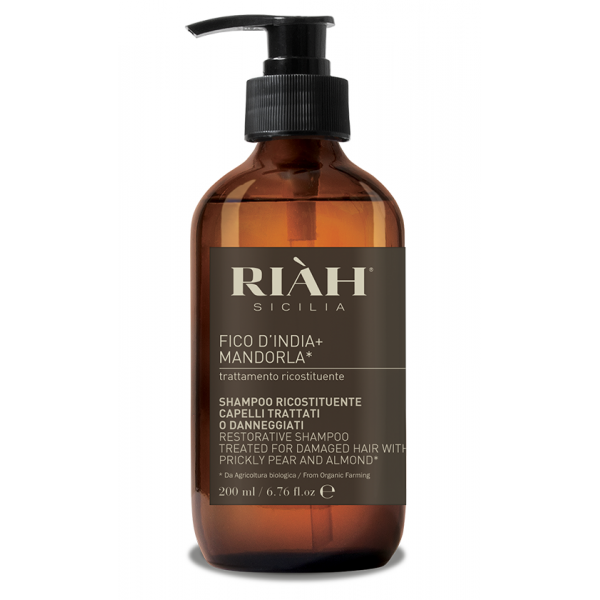 RIÀH®
SICILIA
FICO D'INDIA+
MANDORLA*
trattamento ricostituente
SHAMPOO RICOSTITUENTE
CAPELLI TRATTATI
O DANNEGGIATI
RESTORATIVE SHAMPOO
TREATED FOR DAMAGED HAIR WITH
PRICKLY PEAR AND ALMOND*
* Da Agricoltura biologica / From Organic Farming
200 ml / 6.76 fl.oz ℮